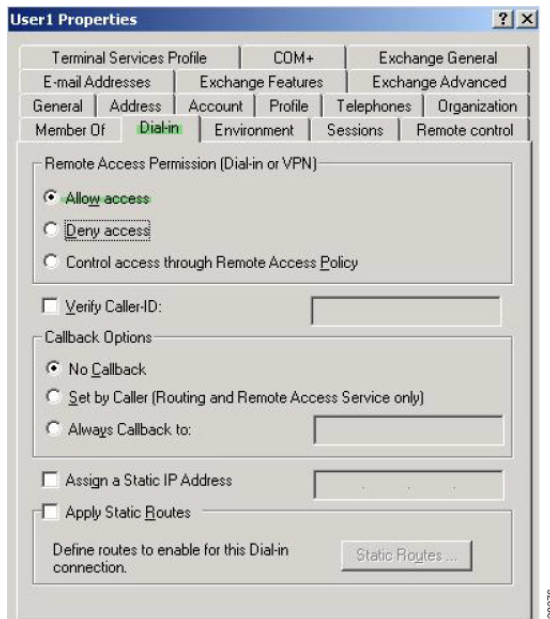 User1 Properties
Terminal Services Profile COM+ Exchange General
E-mail Addresses Exchange Features Exchange Advanced
General Address Account Profile Telephones Organization
Member Of Dial-in Environment Sessions Remote control
Remote Access Permission (Dial-in or VPN)
Allow access
Deny access
Control access through Remote Access Policy
Verify Caller-ID:
Callback Options
No Callback
Set by Caller (Routing and Remote Access Service only)
Always Callback to:
Assign a Static IP Address
Apply Static Routes
Define routes to enable for this Dial-in
connection.
Static Routes ...